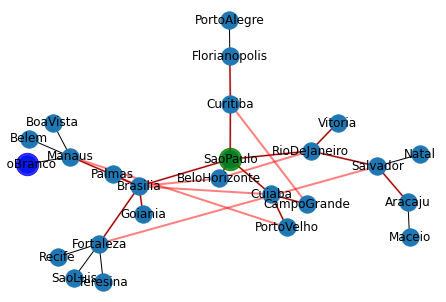 PortoAlegre
Florianopolis
Curitiba
BoaVista
Vitoria
Belem
RioDeJaneiro
Natal
Manaus
SaoPaulo
oBranco
Salvador
Palmas
BeloHorizonte
Brasilia
Cuiaba
CampoGrande
Aracaju
Goiania
PortoVelho
Maceio
Fortaleza
Recife
SaoLuis
Teresina